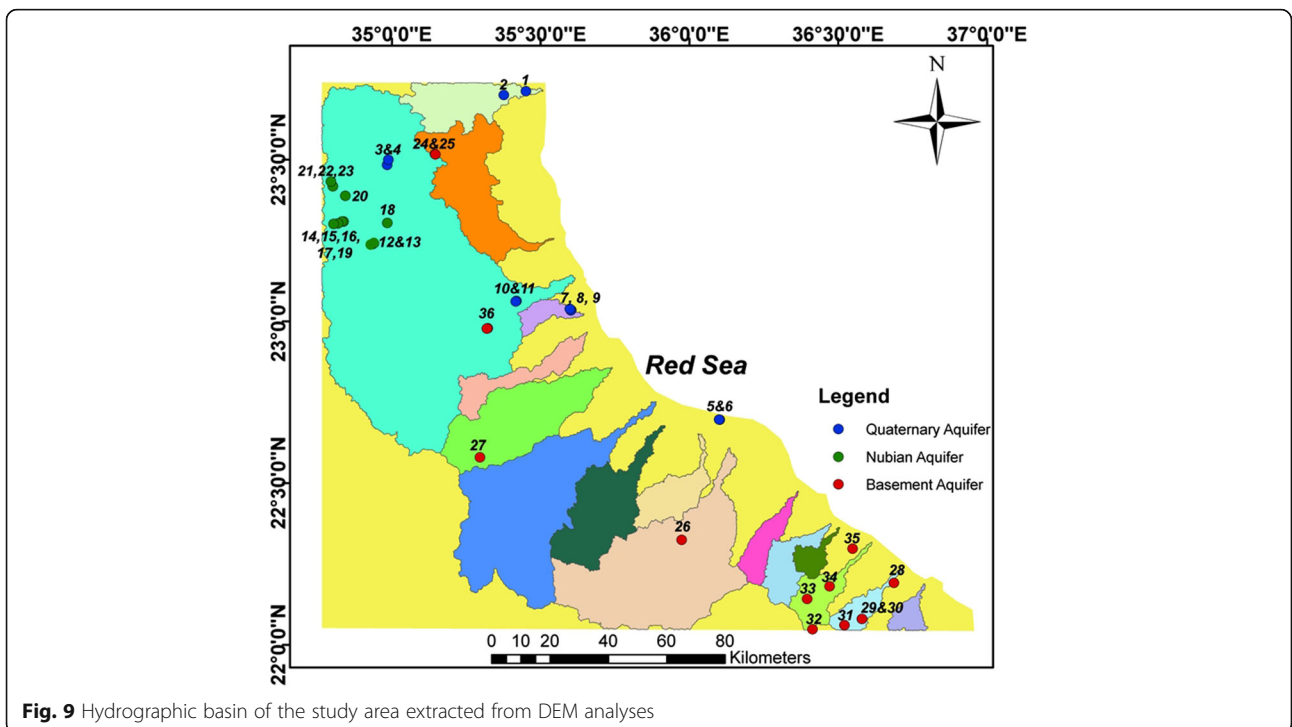 35°0'0"E 35°30'0"E 36°0'0"E 36°30'0"E 37°0'0"E
N
2 1
3&4 24&25
23°30'0"N
21,22,23
20
18
14,15,16,
17,19
12&13
10&11 7, 8, 9
23°0'0"N
36
Red Sea
Legend
5&6
Quaternary Aquifer
Nubian Aquifer
Basement Aquifer
27
22°30'0"N
26
35
34 28
33
29&30
32 31
22°0'0"N
0 10 20 40 60 80
Kilometers
Fig. 9 Hydrographic basin of the study area extracted from DEM analyses